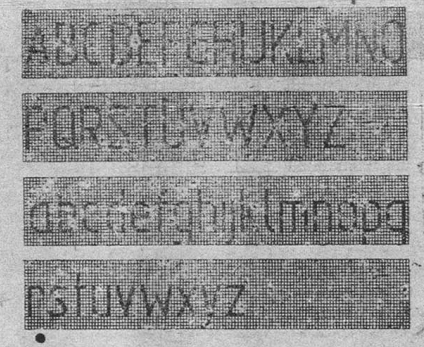 ABCDEFGHIJKLMNO
PQRSTUVWXYZ
abcdefghijklmnopq
rstuvwxyz